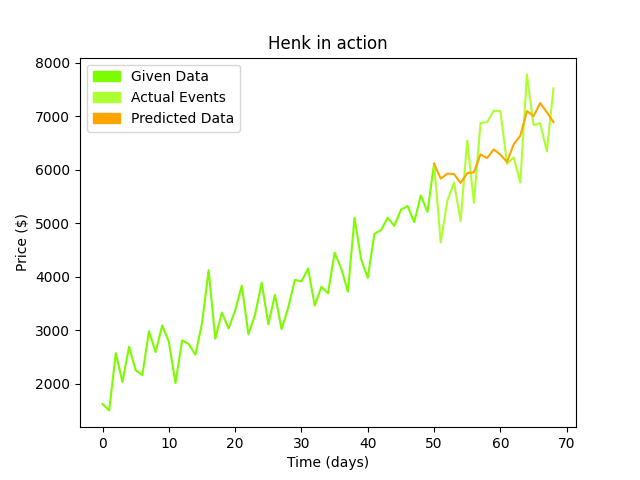 Henk in action
Given Data
Actual Events
Predicted Data
Price ($)
8000
7000
6000
5000
4000
3000
2000
0 10 20 30 40 50 60 70
Time (days)